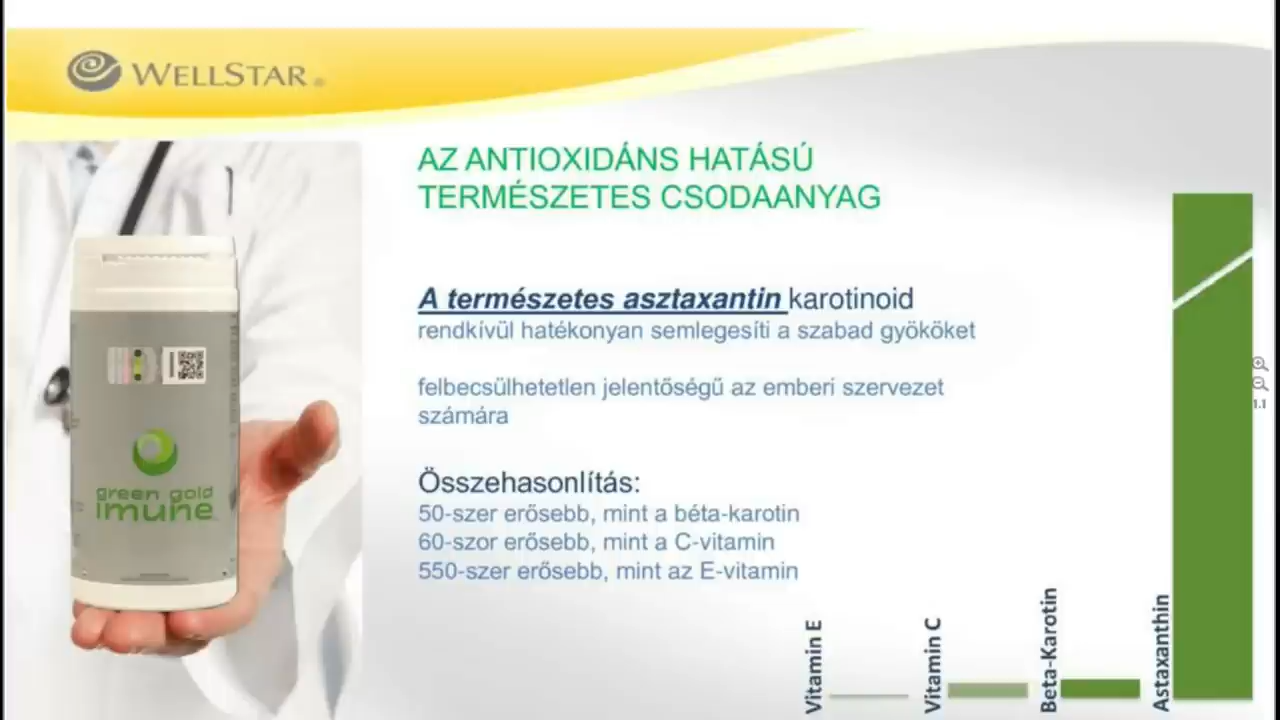 WELLSTAR
AZ ANTIOXIDÁNS HATÁSÚ
TERMÉSZETES CSODAANYAG
A természetes asztaxantin karotinoid
rendkívül hatékonyan semlegesíti a szabad gyököket
felbecsülhetetlen jelentőségű az emberi szervezet
számára
Összehasonlítás:
50-szer erősebb, mint a béta-karotin
60-szor erősebb, mint a C-vitamin
550-szer erősebb, mint az E-vitamin
green gold
imune
Vitamin E
Vitamin C
Beta-Karotin
Astaxanthin
1.1